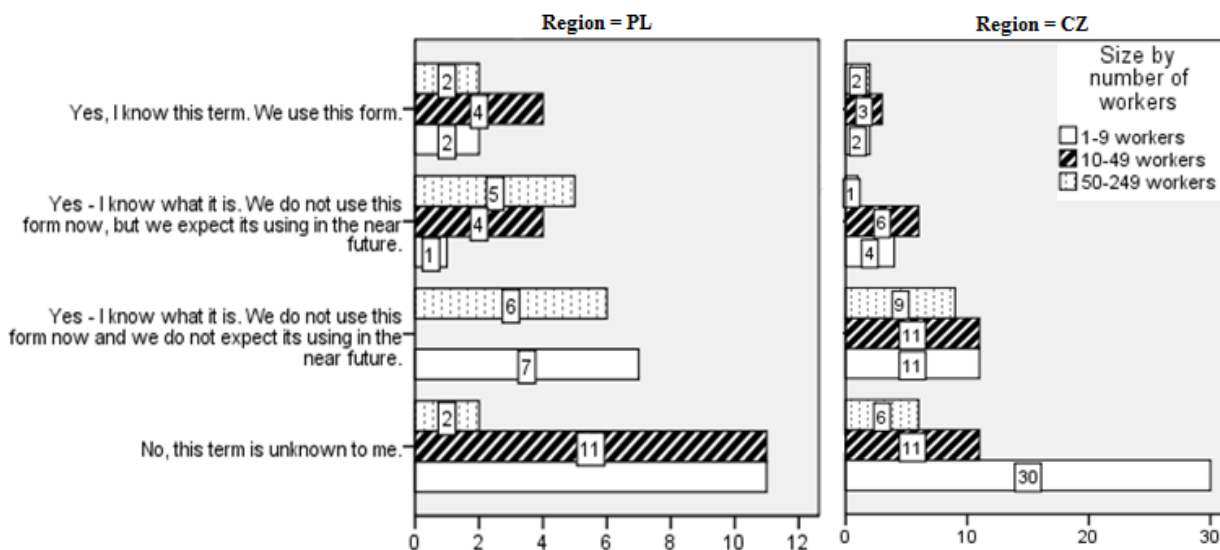 Region = PL
Region = CZ
Size by
number of
workers
1-9 workers
10-49 workers
50-249 workers
Yes, I know this term. We use this form.
2
4
2
2
3
2
Yes - I know what it is. We do not use this
form now, but we expect its using in the near
future.
5
4
1
1
6
4
Yes - I know what it is. We do not use this
form now and we do not expect its using in the
near future.
6
7
9
11
11
No, this term is unknown to me.
2
11
6
11
30
0 2 4 6 8 10 12
0 10 20 30